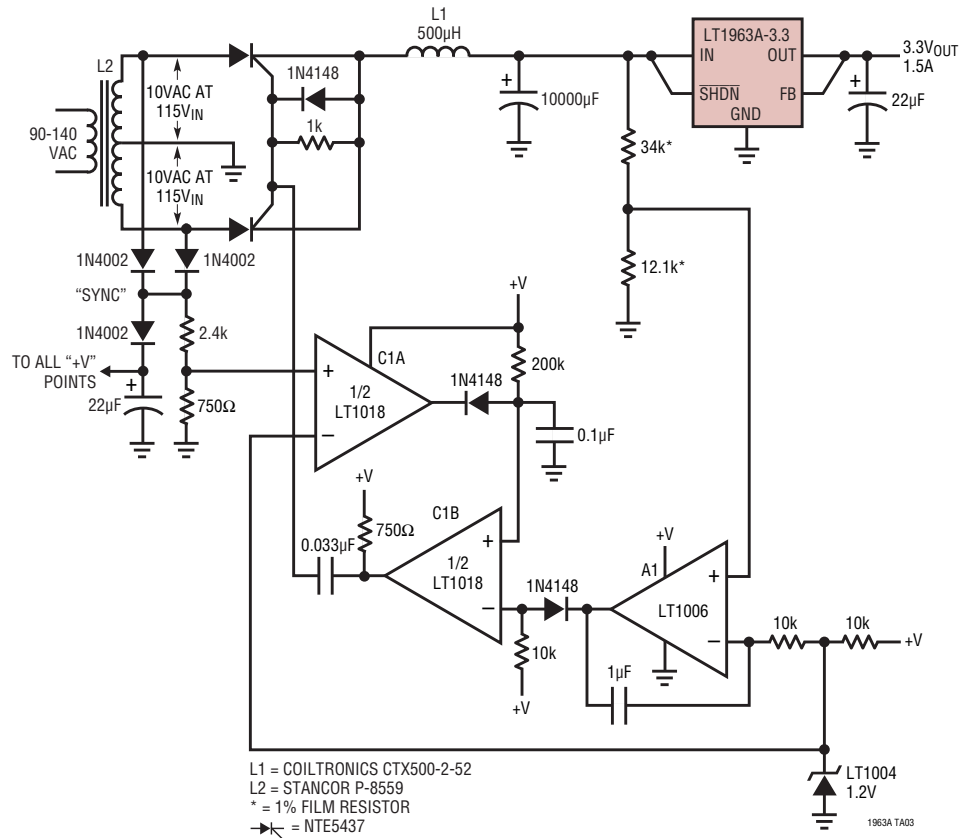 L1
500µH
LT1963A-3.3
IN
OUT
SHDN
FB
GND
3.3VOUT
1.5A
L2
10VAC AT
115VIN
1N4148
1k
+
10000µF
+
22µF
90-140
VAC
10VAC AT
115VIN
34k*
12.1k*
1N4002
1N4002
"SYNC"
1N4002
2.4k
TO ALL "+V"
POINTS
+
22µF
750Ω
+V
C1A
+
1/2
LT1018
–
200k
1N4148
0.1µF
+V
750Ω
0.033µF
C1B
+
1/2
LT1018
–
1N4148
10k
+V
+V
A1
+
LT1006
–
1µF
10k
10k
+V
LT1004
1.2V
L1 = COILTRONICS CTX500-2-52
L2 = STANCOR P-8559
* = 1% FILM RESISTOR
= NTE5437
1963A TA03